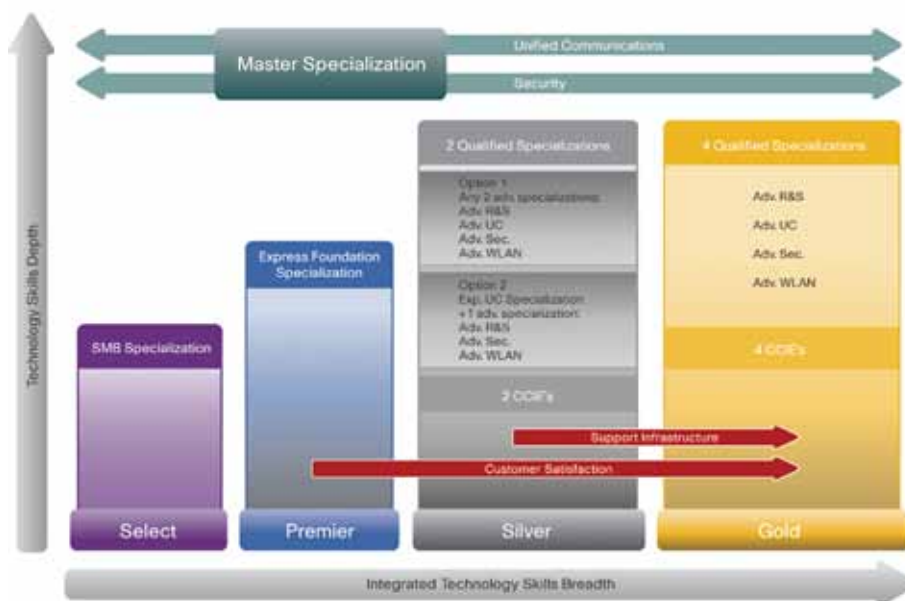 Unified Communications
Master Specialization
Security
Technology Skills Depth
2 Qualified Specializations
Option 1
Any 2 adv. specializations:
Adv. R&S
Adv. UC
Adv. Sec.
Adv. WLAN
Option 2
Exp. UC Specialization
+1 adv. specialization:
Adv. R&S
Adv. Sec.
Adv. WLAN
2 CCIE's
4 Qualified Specializations
Adv. R&S
Adv. UC
Adv. Sec.
Adv. WLAN
4 CCIE's
Express Foundation
Specialization
SMB Specialization
Support Infrastructure
Customer Satisfaction
Select
Premier
Silver
Gold
Integrated Technology Skills Breadth